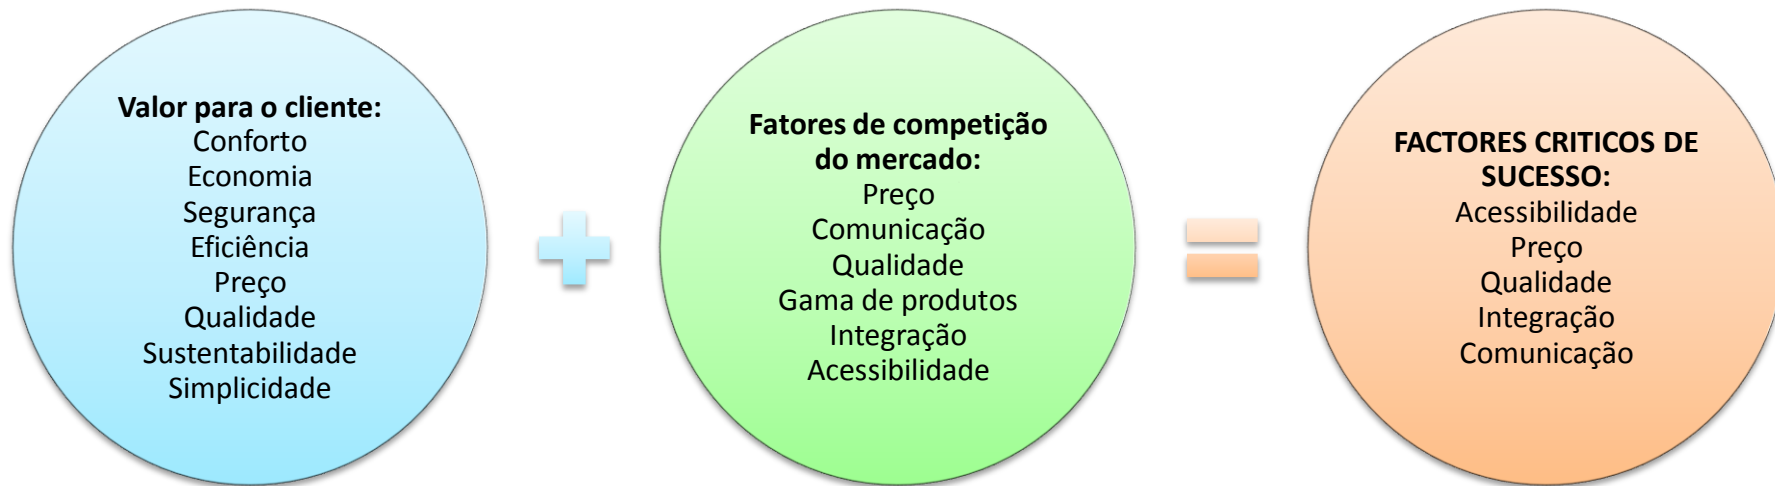 Valor para o cliente:
Conforto
Economia
Segurança
Eficiência
Preço
Qualidade
Sustentabilidade
Simplicidade
Fatores de competição
do mercado:
Preço
Comunicação
Qualidade
Gama de produtos
Integração
Acessibilidade
FACTORES CRITICOS DE
SUCESSO:
Acessibilidade
Preço
Qualidade
Integração
Comunicação